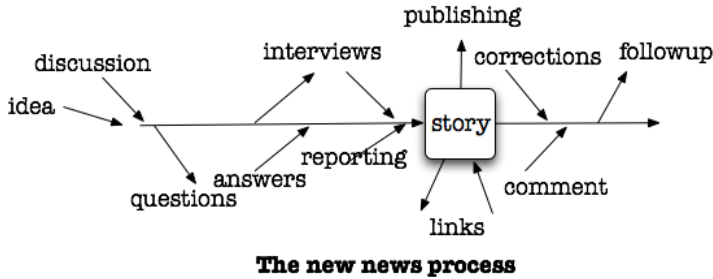 publishing
interviews
corrections
followup
discussion
idea
story
reporting
answers
questions
comment
links
The new news process